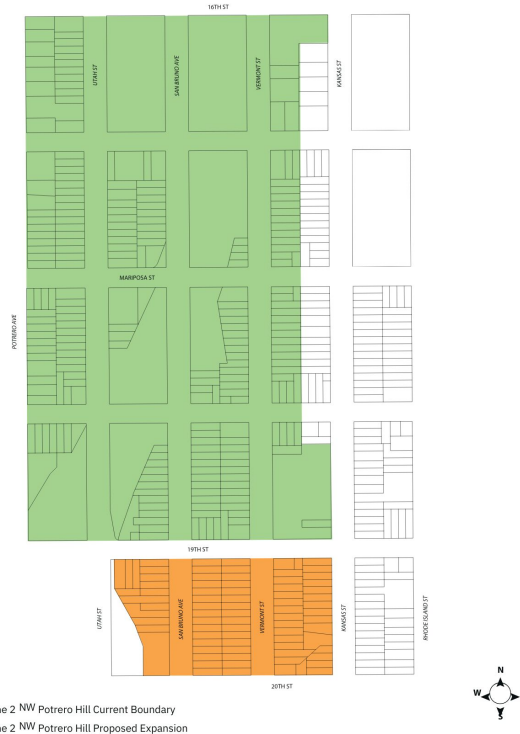 16TH ST
UTAH ST
SAN BRUNO AVE
VERMONT ST
KANSAS ST
MARIPOSA ST
POTRERO AVE
19TH ST
UTAH ST
SAN BRUNO AVE
VERMONT ST
KANSAS ST
RHODE ISLAND ST
20TH ST
N
W
S
2 NW Potrero Hill Current Boundary
2 NW Potrero Hill Proposed Expansion